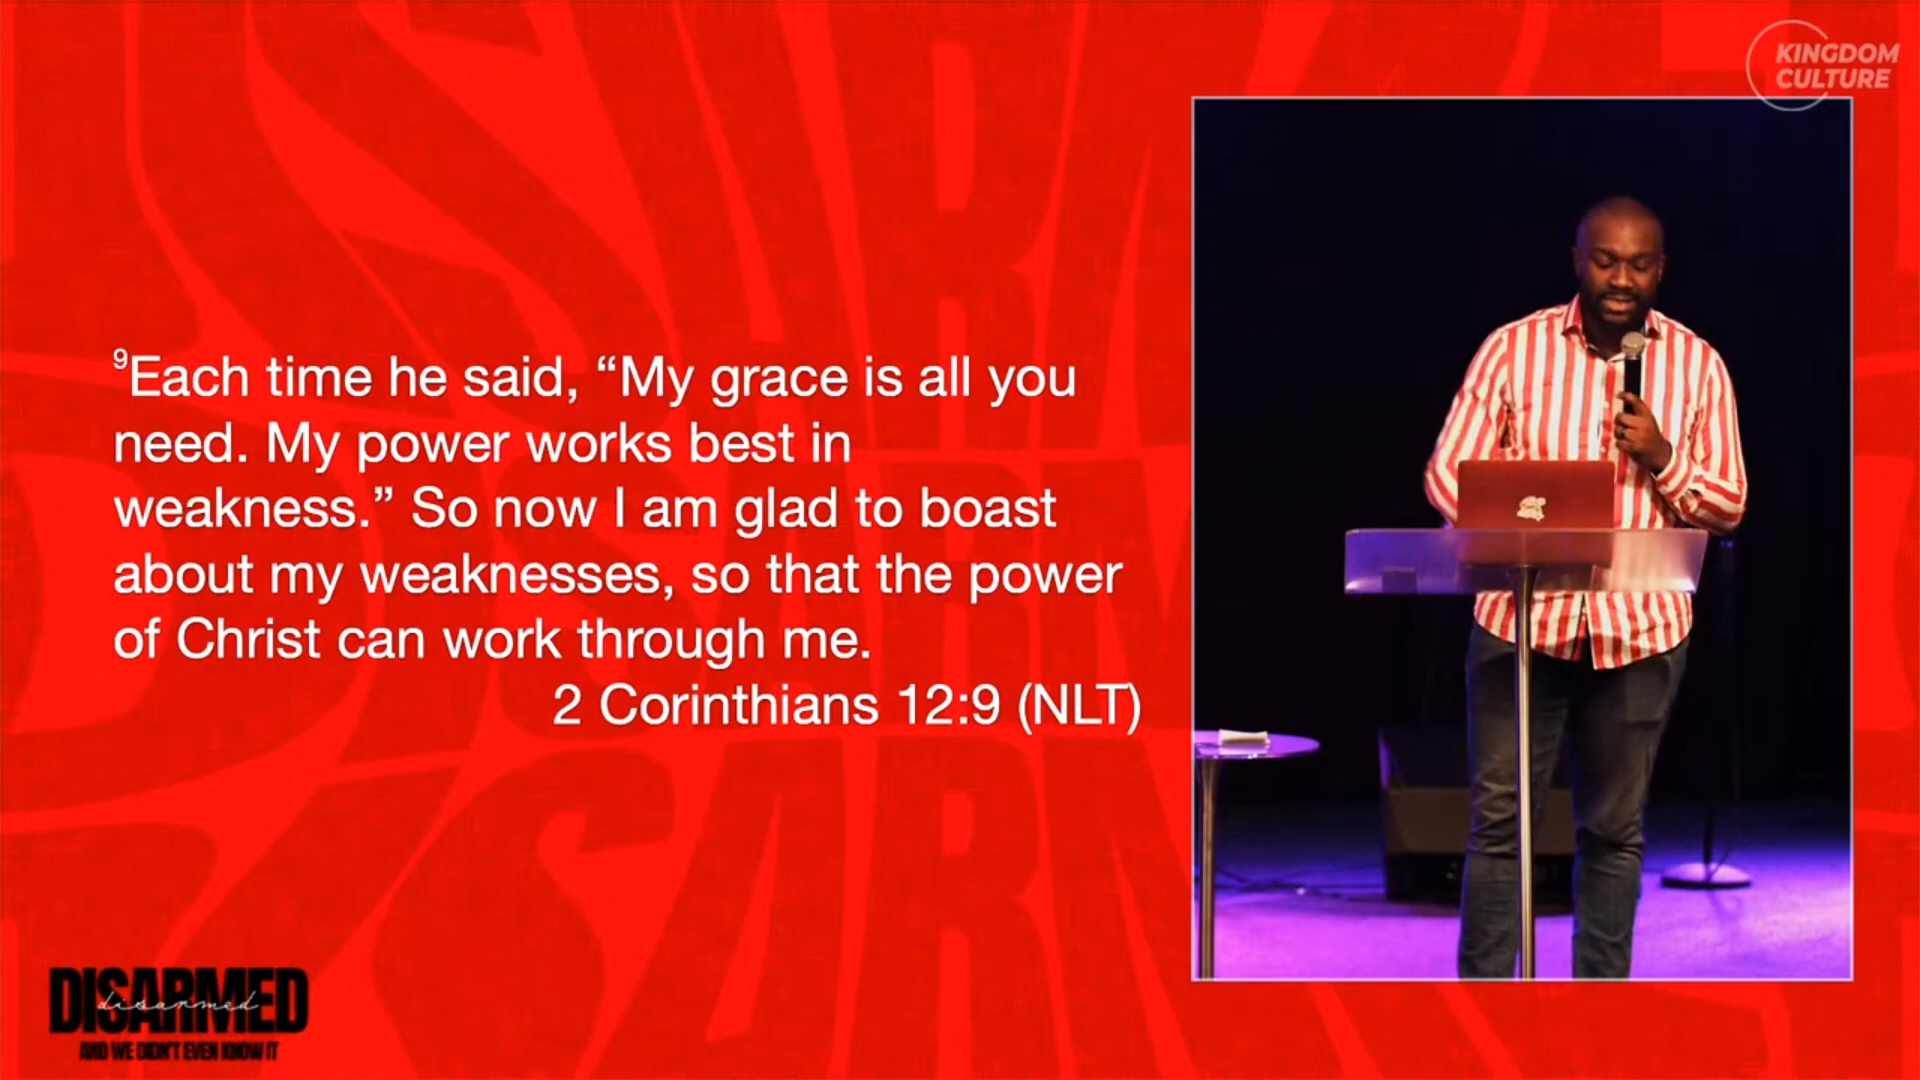 KINGDOM
CULTURE
⁹Each time he said, “My grace is all you
need. My power works best in
weakness.” So now I am glad to boast
about my weaknesses, so that the power
of Christ can work through me.
2 Corinthians 12:9 (NLT)
DISARMED
disarmed
AND WE DIDN'T EVEN KNOW IT